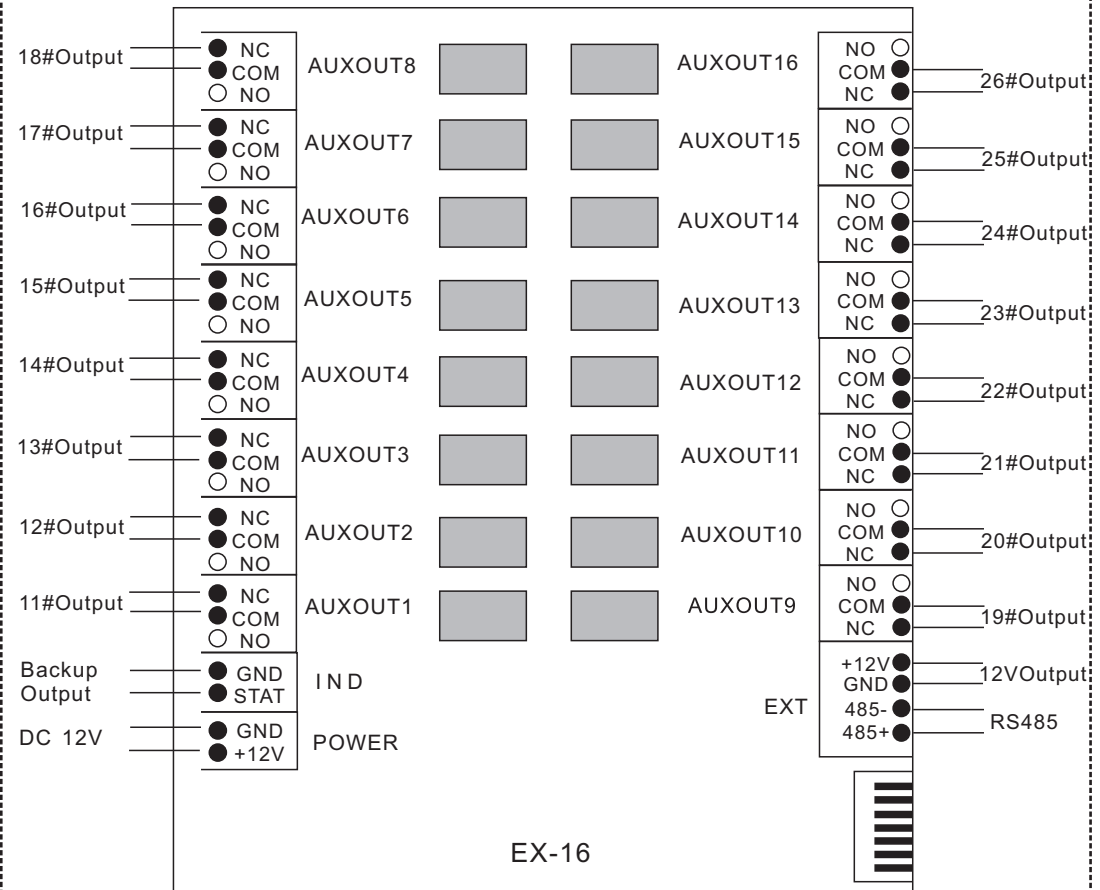 18#Output
NC
COM
NO
AUXOUT8
17#Output
NC
COM
NO
AUXOUT7
16#Output
NC
COM
NO
AUXOUT6
15#Output
NC
COM
NO
AUXOUT5
14#Output
NC
COM
NO
AUXOUT4
13#Output
NC
COM
NO
AUXOUT3
12#Output
NC
COM
NO
AUXOUT2
11#Output
NC
COM
NO
AUXOUT1
Backup
Output
GND
STAT
IND
DC 12V
GND
+12V
POWER
AUXOUT16
NO
COM
NC
26#Output
AUXOUT15
NO
COM
NC
25#Output
AUXOUT14
NO
COM
NC
24#Output
AUXOUT13
NO
COM
NC
23#Output
AUXOUT12
NO
COM
NC
22#Output
AUXOUT11
NO
COM
NC
21#Output
AUXOUT10
NO
COM
NC
20#Output
AUXOUT9
NO
COM
NC
19#Output
EXT
+12V
GND
485-
485+
12VOutput
RS485
EX-16